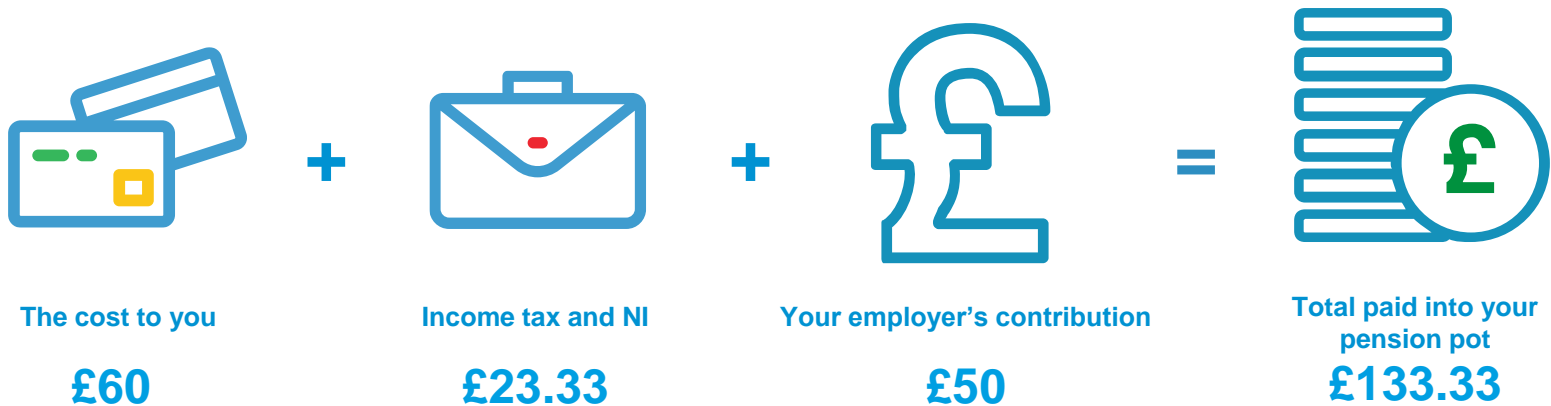 +
+
=
£
The cost to you
£60
Income tax and NI
£23.33
Your employer’s contribution
£50
Total paid into your
pension pot
£133.33